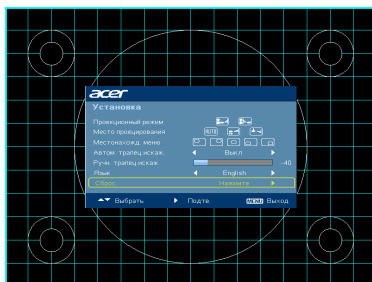 acer
Установка
Проекционный режим
Место проецирования AUTO
Местонахожд. меню
Автом. трапец искаж. Выкл
Ручн. трапец искаж. -40
Язык English
Сброс Нажмите
Выбрать Подтв. MENU Выход